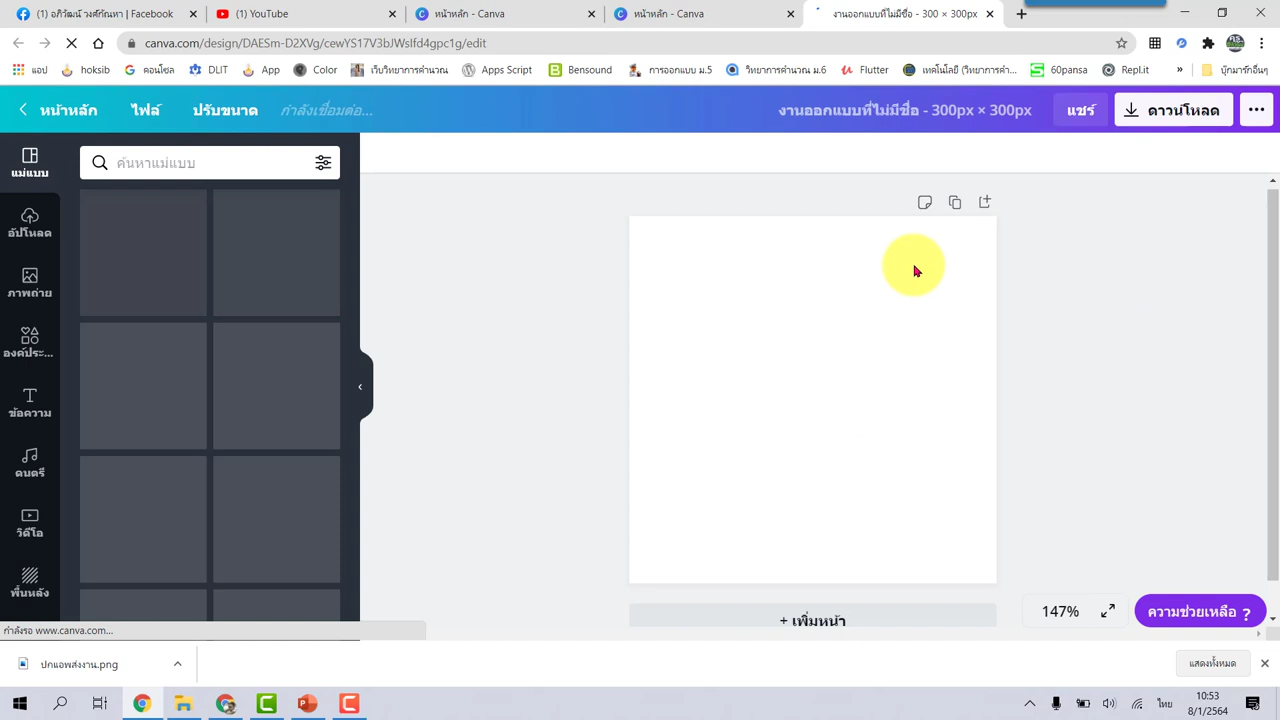 (1) อภิวัฒน์ วงศ์กัณหา | Facebook
(1) YouTube
หน้าหลัก - Canva
หน้าหลัก - Canva
งานออกแบบที่ไม่มีชื่อ - 300 × 300px
canva.com/design/DAESm-D2XVg/cewYS17V3bJWsIfd4gpc1g/edit
แอป
hoksib
คอนโซล
DLIT
App
Color
เว็บวิทยาการคำนวณ
Apps Script
Bensound
การออกแบบ ม.5
วิทยาการคำนวณ ม.6
Flutter
เทคโนโลยี (วิทยาการคำ...
60pansa
Repl.it
»
บุ๊กมาร์กอื่นๆ
หน้าหลัก
ไฟล์
ปรับขนาด
กำลังเชื่อมต่อ...
งานออกแบบที่ไม่มีชื่อ - 300px × 300px
แชร์
ดาวน์โหลด
แม่แบบ
ค้นหาแม่แบบ
อัปโหลด
ภาพถ่าย
องค์ประ...
ข้อความ
ดนตรี
วิดีโอ
พื้นหลัง
+ เพิ่มหน้า
147%
ความช่วยเหลือ ?
กำลังรอ www.canva.com...
ปกแอพส่งงาน.png
แสดงทั้งหมด
ไทย
10:53
8/1/2564